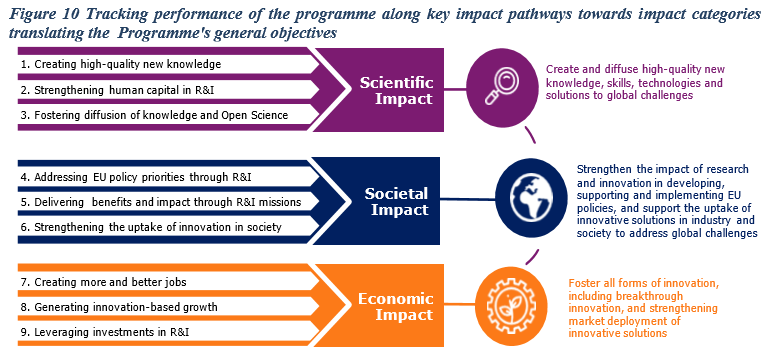 Figure 10 Tracking performance of the programme along key impact pathways towards impact categories
translating the Programme's general objectives
1. Creating high-quality new knowledge
2. Strengthening human capital in R&I
3. Fostering diffusion of knowledge and Open Science
Scientific
Impact
Create and diffuse high-quality new
knowledge, skills, technologies and
solutions to global challenges
4. Addressing EU policy priorities through R&I
5. Delivering benefits and impact through R&I missions
6. Strengthening the uptake of innovation in society
Societal
Impact
Strengthen the impact of research
and innovation in developing,
supporting and implementing EU
policies, and support the uptake of
innovative solutions in industry and
society to address global challenges
7. Creating more and better jobs
8. Generating innovation-based growth
9. Leveraging investments in R&I
Economic
Impact
Foster all forms of innovation,
including breakthrough
innovation, and strengthening
market deployment of
innovative solutions